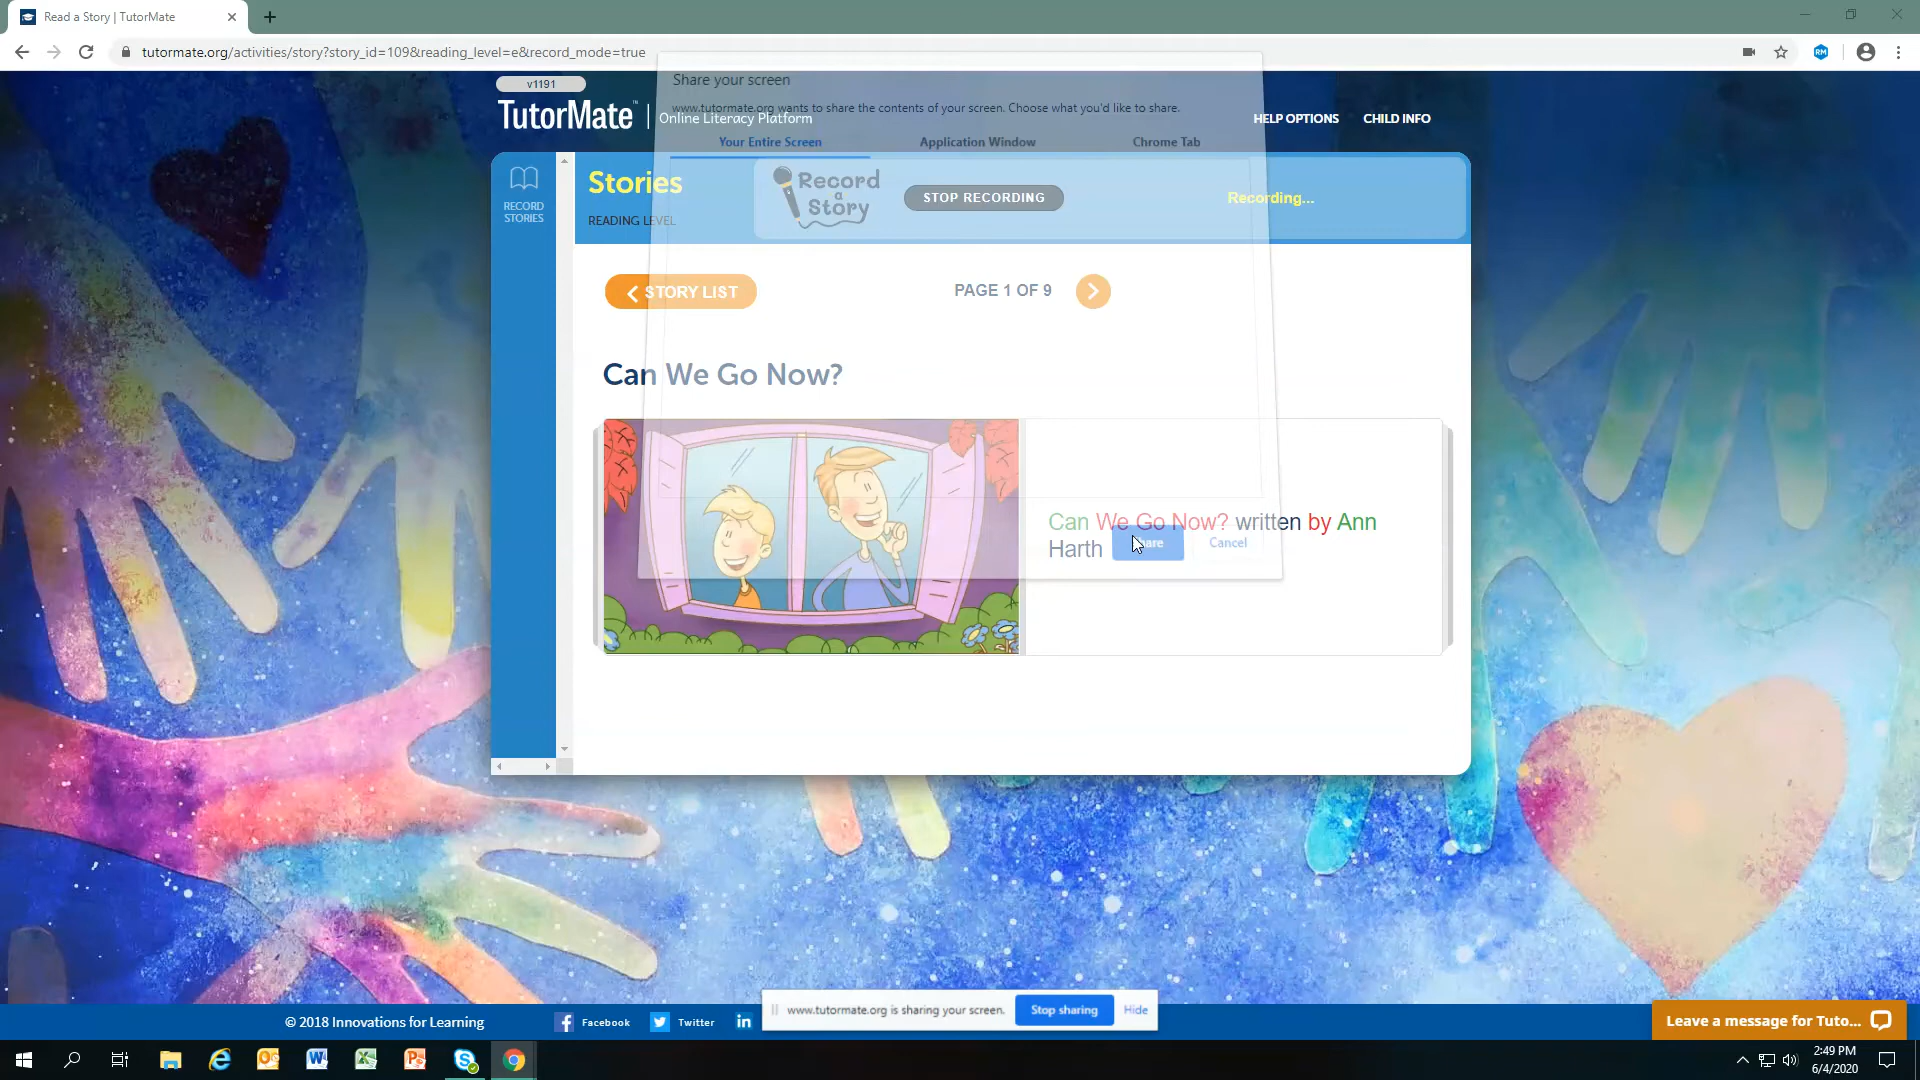 Read a Story | TutorMate
tutormate.org/activities/story?story_id=109&reading_level=e&record_mode=true
Share your screen
v1191
www.tutormate.org wants to share the contents of your screen. Choose what you'd like to share.
TutorMate™ | Online Literacy Platform
HELP OPTIONS CHILD INFO
Your Entire Screen Application Window Chrome Tab
Stories
READING LEVEL
Record a Story
STOP RECORDING
Recording...
RECORD STORIES
STORY LIST
PAGE 1 OF 9
Can We Go Now?
Can We Go Now? written by Ann
Harth
Cancel
© 2018 Innovations for Learning
Facebook
Twitter
in
www.tutormate.org is sharing your screen.
Stop sharing
Hide
Leave a message for Tuto...
2:49 PM
6/4/2020